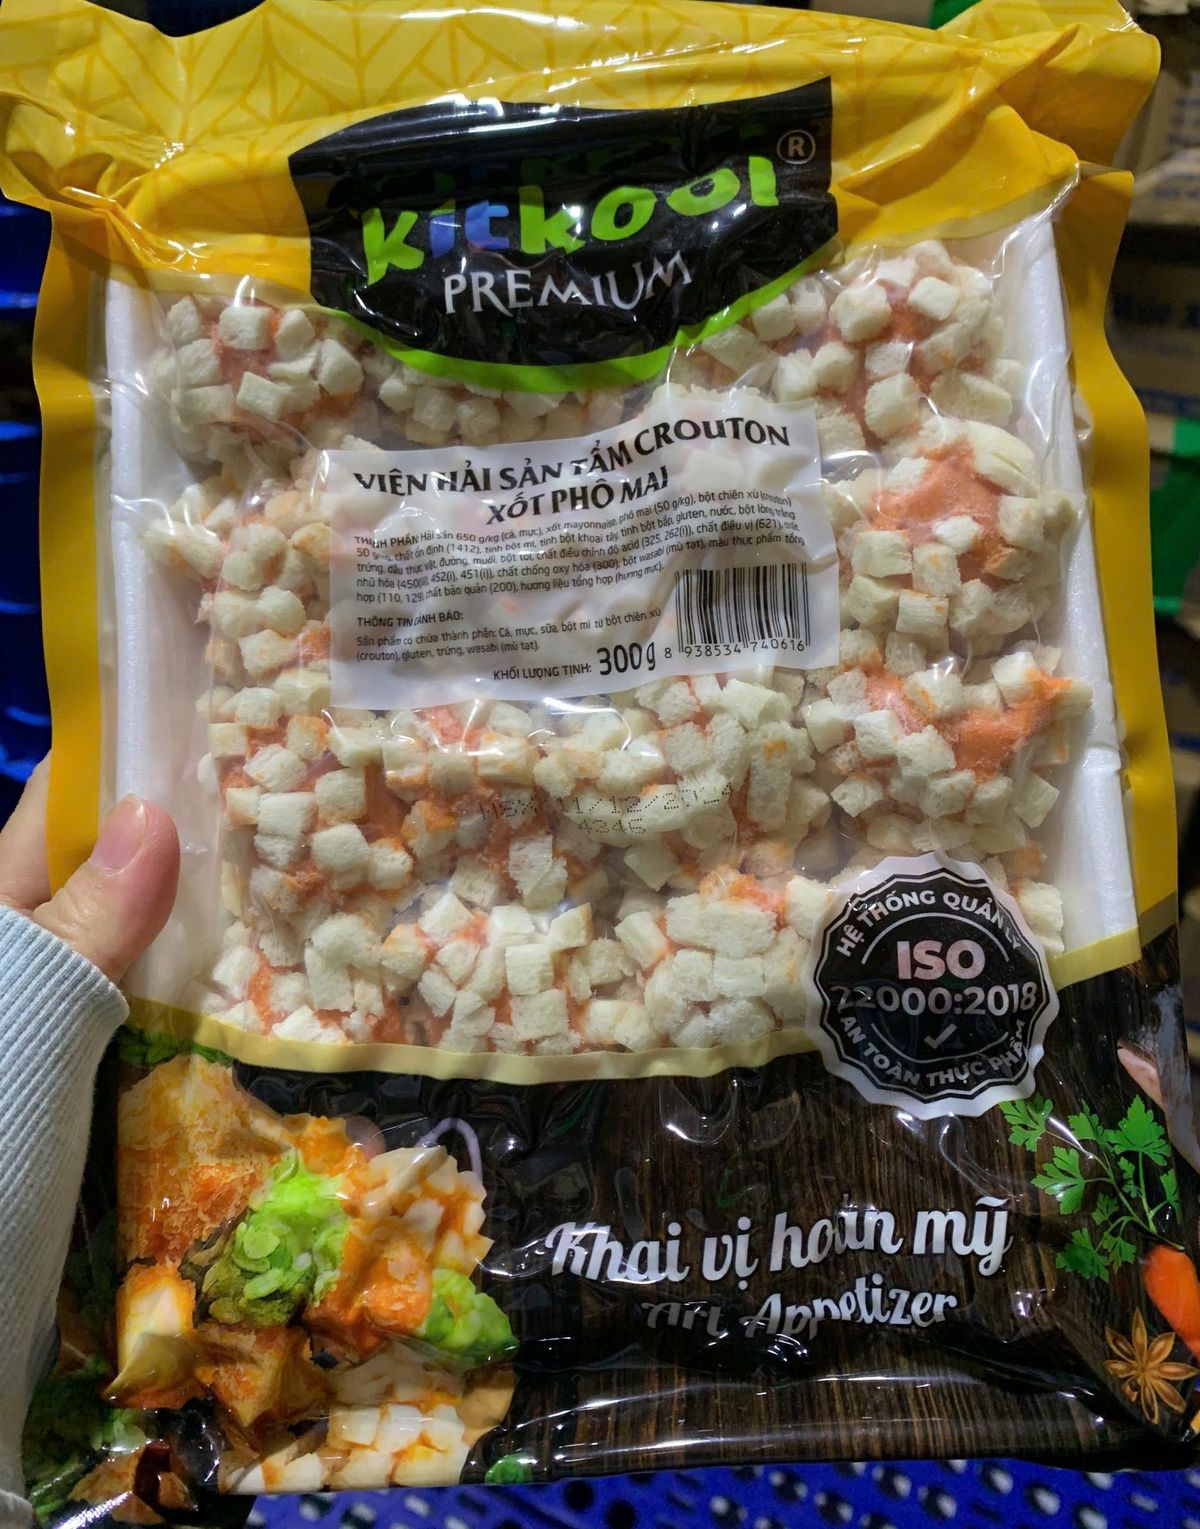 Kitkool ®
PREMIUM
VIÊN HẢI SẢN TẨM CROUTON
XỐT PHÔ MAI
THÀNH PHẦN: Hải sản 650 g/kg (cá, mực), xốt mayonnaise, phô mai (50 g/kg), bột chiên xù (crouton)
50 g/kg, chất ổn định (1412), tinh bột mì, tinh bột khoai tây, tinh bột bắp, gluten, nước, bột lòng trắng
trứng, dầu thực vật, đường, muối, bột tỏi, chất điều chỉnh độ acid (325, 262(i)), chất điều vị (621), chất
nhũ hóa (450(iii), 452(i), 451(i)), chất chống oxy hóa (300), bột wasabi (mù tạt), màu thực phẩm tổng
hợp (110, 129), chất bảo quản (200), hương liệu tổng hợp (hương mực).
THÔNG TIN CẢNH BÁO:
Sản phẩm có chứa thành phần: Cá, mực, sữa, bột mì từ bột chiên xù
(crouton), gluten, trứng, wasabi (mù tạt).
KHỐI LƯỢNG TỊNH: 300g
8 938534 740616
11/12/2024
4346
HỆ THỐNG QUẢN LÝ
ISO
22000:2018
AN TOÀN THỰC PHẨM
Khai vị hoàn mỹ
Art Appetizer